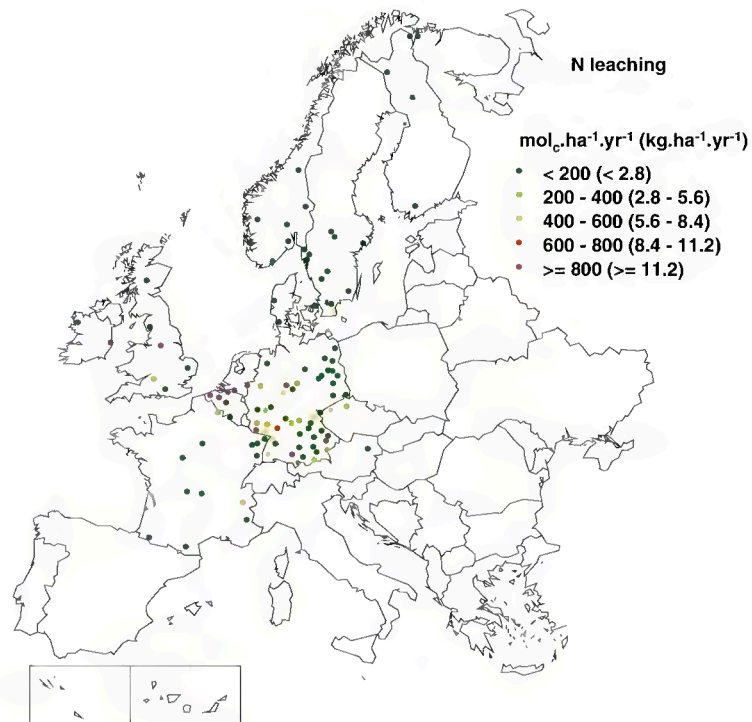 N leaching
molc.ha-1.yr-1 (kg.ha-1.yr-1)
< 200 (< 2.8)
200 - 400 (2.8 - 5.6)
400 - 600 (5.6 - 8.4)
600 - 800 (8.4 - 11.2)
>= 800 (>= 11.2)